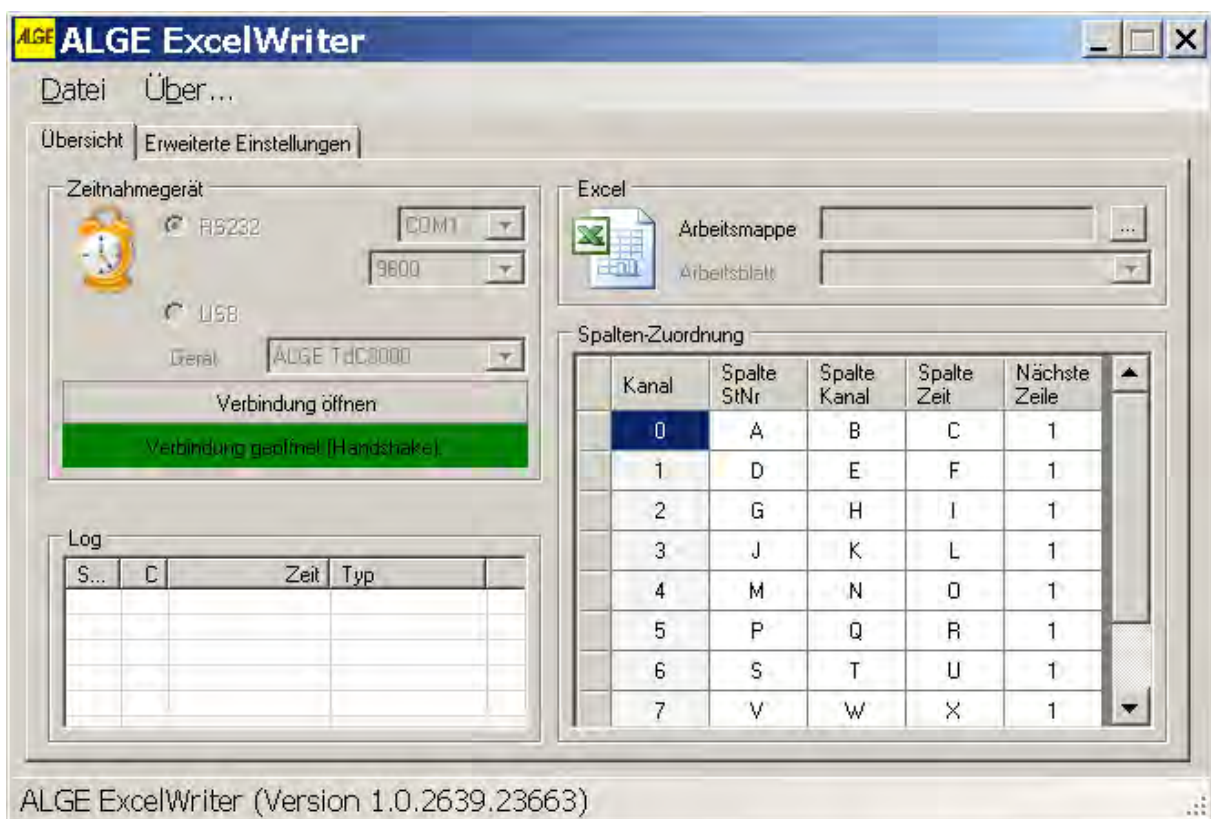 ALGE ALGE ExcelWriter
Datei Über...
Übersicht Erweiterte Einstellungen
Zeitnahmegerät
RS232 COM1
9600
USB
Gerät ALGE TdC8000
Verbindung öffnen
Verbindung geöffnet (Handshake).
Log
S... C Zeit Typ
Excel
Arbeitsmappe ...
Arbeitsblatt
Spalten-Zuordnung
Kanal Spalte StNr Spalte Kanal Spalte Zeit Nächste Zeile
0 A B C 1
1 D E F 1
2 G H I 1
3 J K L 1
4 M N O 1
5 P Q R 1
6 S T U 1
7 V W X 1
ALGE ExcelWriter (Version 1.0.2639.23663)